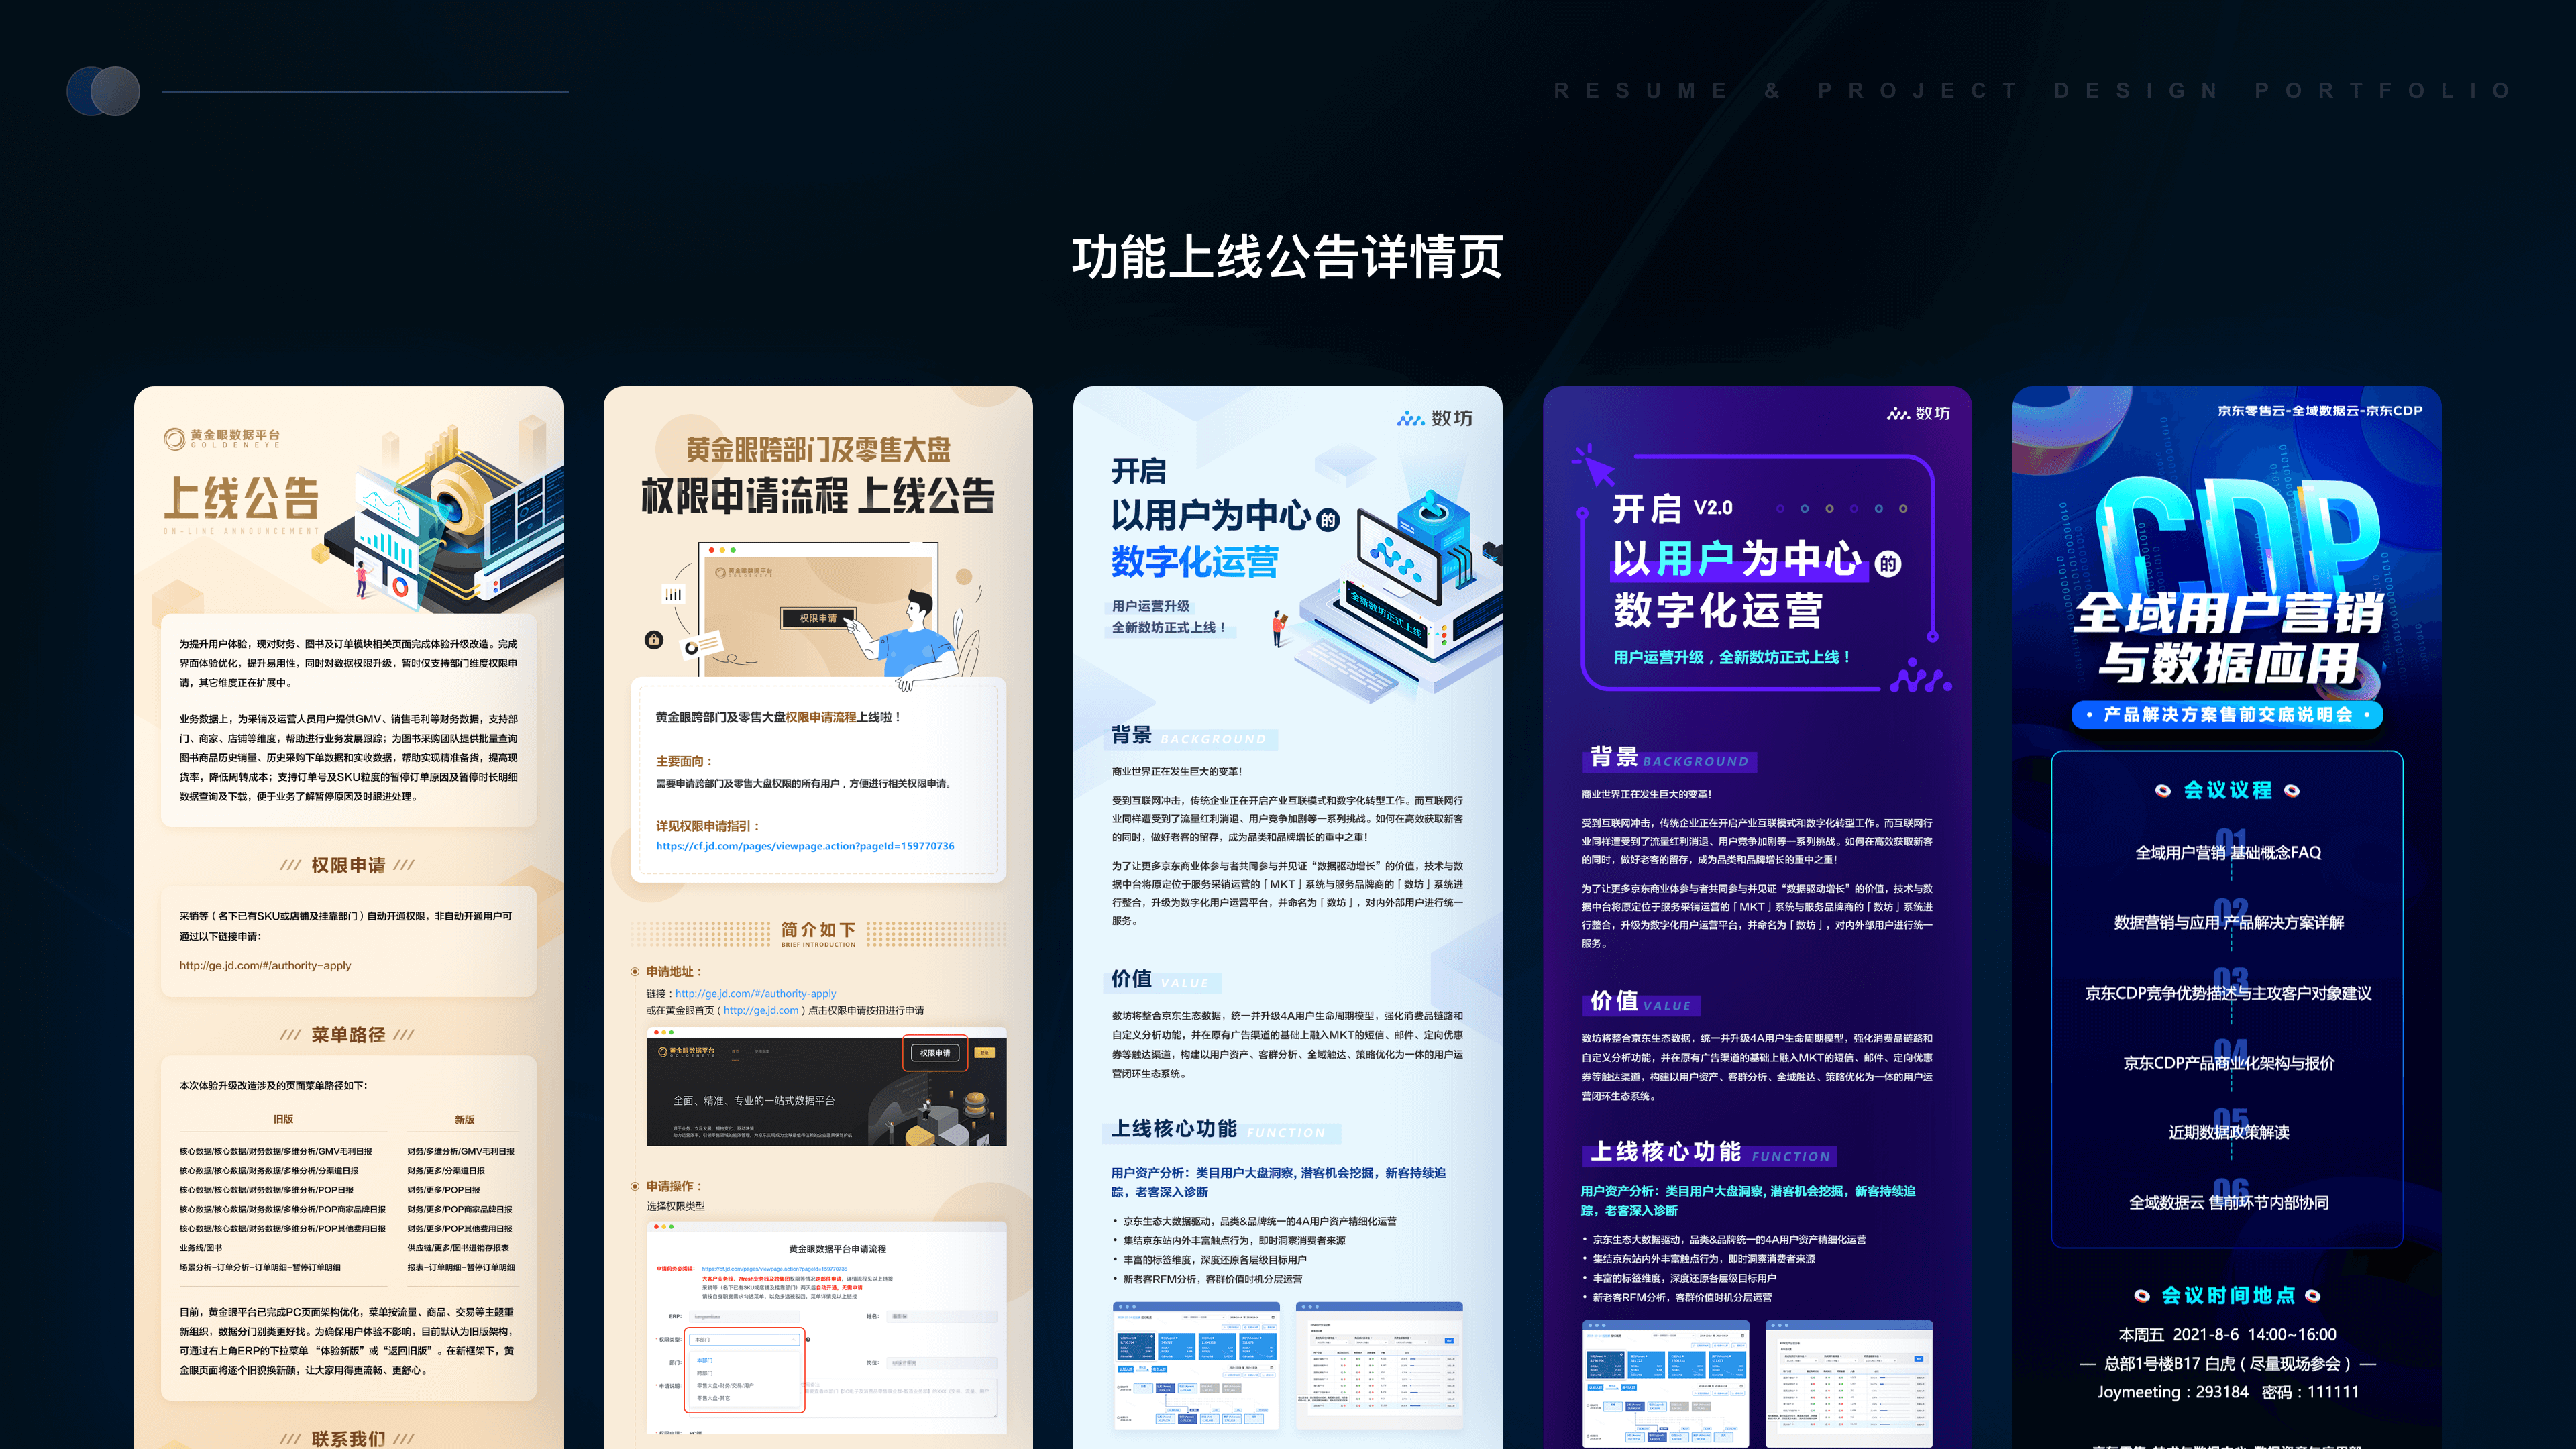 RESUME & PROJECT DESIGN PORTFOLIO
功能上线公告详情页
黄金眼数据平台
GOLDENEYE
上线公告
ON-LINE ANNOUNCEMENT
为提升用户体验，现对财务、图书及订单模块相关页面完成体验升级改造。完成
界面体验优化，提升易用性，同时对数据权限升级，暂时仅支持部门维度权限申
请，其它维度正在扩展中。
业务数据上，为采销及运营人员用户提供GMV、销售毛利等财务数据，支持部
门、商家、店铺等维度，帮助进行业务发展跟踪；为图书采购团队提供批量查询
图书商品历史销量、历史采购下单数据和实收数据，帮助实现精准备货，提高现
货率，降低周转成本；支持订单号及SKU粒度的暂停订单原因及暂停时长明细
数据查询及下载，便于业务了解暂停原因及时跟进处理。
/// 权限申请 ///
采销等（名下已有SKU或店铺及挂靠部门）自动开通权限，非自动开通用户可
通过以下链接申请：
http://ge.jd.com/#/authority-apply
/// 菜单路径 ///
本次体验升级改造涉及的页面菜单路径如下：
旧版 新版
核心数据/核心数据/财务数据/多维分析/GMV毛利日报 财务/多维分析/GMV毛利日报
核心数据/核心数据/财务数据/多维分析/分渠道日报 财务/更多/分渠道日报
核心数据/核心数据/财务数据/多维分析/POP日报 财务/更多/POP日报
核心数据/核心数据/财务数据/多维分析/POP商家品牌日报 财务/更多/POP商家品牌日报
核心数据/核心数据/财务数据/多维分析/POP其他费用日报 财务/更多/POP其他费用日报
业务线/图书 供应链/更多/图书进销存报表
场景分析-订单分析-订单明细-暂停订单明细 报表-订单明细-暂停订单明细
目前，黄金眼平台已完成PC页面架构优化，菜单按流量、商品、交易等主题重
新组织，数据分门别类更好找。为确保用户体验不影响，目前默认为旧版架构，
可通过右上角ERP的下拉菜单 “体验新版”或“返回旧版”。在新框架下，黄
金眼页面将逐个旧貌换新颜，让大家用得更流畅、更舒心。
/// 联系我们 ///
黄金眼跨部门及零售大盘
权限申请流程 上线公告
黄金眼数据平台
GOLDENEYE
权限申请
黄金眼跨部门及零售大盘权限申请流程上线啦！
主要面向：
需要申请跨部门及零售大盘权限的所有用户，方便进行相关权限申请。
详见权限申请指引：
https://cf.jd.com/pages/viewpage.action?pageId=159770736
简介如下
BRIEF INTRODUCTION
申请地址：
链接：http://ge.jd.com/#/authority-apply
或在黄金眼首页（http://ge.jd.com）点击权限申请按扭进行申请
黄金眼数据平台
权限申请
全面、精准、专业的一站式数据平台
申请操作：
选择权限类型
黄金眼数据平台申请流程
https://cf.jd.com/pages/viewpage.action?pageId=159770736
ERP:
姓名:
权限类型:
本部门
部门:
本部门
跨部门
零售大盘-财务/交易/用户
零售大盘-其它
岗位:
申请说明:
数坊
开启
以用户为中心的
数字化运营
用户运营升级
全新数坊正式上线！
全新数坊正式上线
背景 BACKGROUND
商业世界正在发生巨大的变革！
受到互联网冲击，传统企业正在开启产业互联模式和数字化转型工作。而互联网行
业同样遭受到了流量红利消退、用户竞争加剧等一系列挑战。如何在高效获取新客
的同时，做好老客的留存，成为品类和品牌增长的重中之重！
为了让更多京东商业体参与者共同参与并见证“数据驱动增长”的价值，技术与数
据中台将原定位于服务采销运营的「MKT」系统与服务品牌商的「数坊」系统进
行整合，升级为数字化用户运营平台，并命名为「数坊」，对内外部用户进行统一
服务。
价值 VALUE
数坊将整合京东生态数据，统一并升级4A用户生命周期模型，强化消费品链路和
自定义分析功能，并在原有广告渠道的基础上融入MKT的短信、邮件、定向优惠
券等触达渠道，构建以用户资产、客群分析、全域触达、策略优化为一体的用户运
营闭环生态系统。
上线核心功能 FUNCTION
用户资产分析：类目用户大盘洞察, 潜客机会挖掘，新客持续追
踪，老客深入诊断
• 京东生态大数据驱动，品类&品牌统一的4A用户资产精细化运营
• 集结京东站内外丰富触点行为，即时洞察消费者来源
• 丰富的标签维度，深度还原各层级目标用户
• 新老客RFM分析，客群价值时机分层运营
数坊
开启 V2.0
以用户为中心的
数字化运营
用户运营升级，全新数坊正式上线！
背景 BACKGROUND
商业世界正在发生巨大的变革！
受到互联网冲击，传统企业正在开启产业互联模式和数字化转型工作。而互联网行
业同样遭受到了流量红利消退、用户竞争加剧等一系列挑战。如何在高效获取新客
的同时，做好老客的留存，成为品类和品牌增长的重中之重！
为了让更多京东商业体参与者共同参与并见证“数据驱动增长”的价值，技术与数
据中台将原定位于服务采销运营的「MKT」系统与服务品牌商的「数坊」系统进
行整合，升级为数字化用户运营平台，并命名为「数坊」，对内外部用户进行统一
服务。
价值 VALUE
数坊将整合京东生态数据，统一并升级4A用户生命周期模型，强化消费品链路和
自定义分析功能，并在原有广告渠道的基础上融入MKT的短信、邮件、定向优惠
券等触达渠道，构建以用户资产、客群分析、全域触达、策略优化为一体的用户运
营闭环生态系统。
上线核心功能 FUNCTION
用户资产分析：类目用户大盘洞察, 潜客机会挖掘，新客持续追
踪，老客深入诊断
• 京东生态大数据驱动，品类&品牌统一的4A用户资产精细化运营
• 集结京东站内外丰富触点行为，即时洞察消费者来源
• 丰富的标签维度，深度还原各层级目标用户
• 新老客RFM分析，客群价值时机分层运营
京东零售云-全域数据云-京东CDP
CDP
全域用户营销
与数据应用
• 产品解决方案售前交底说明会 •
会议议程
01
全域用户营销 基础概念FAQ
02
数据营销与应用 产品解决方案详解
03
京东CDP竞争优势描述与主攻客户对象建议
04
京东CDP产品商业化架构与报价
05
近期数据政策解读
06
全域数据云 售前环节内部协同
会议时间地点
本周五 2021-8-6 14:00~16:00
— 总部1号楼B17 白虎（尽量现场参会）—
Joymeeting：293184 密码：111111